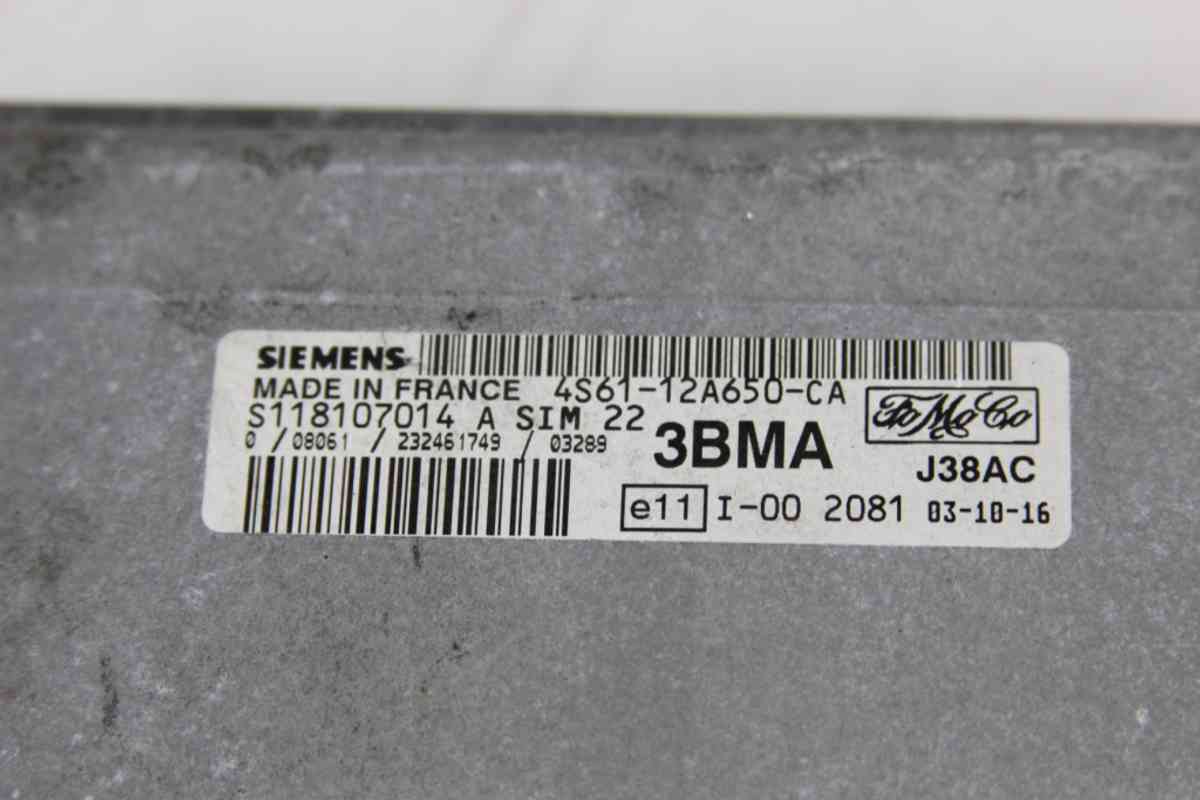 SIEMENS
MADE IN FRANCE 4S61-12A650-CA
S118107014 A SIM 22
0 / 08061 / 232461749 / 03289
3BMA
FoMoCo
J38AC
e11 I-00 2081 03-10-16